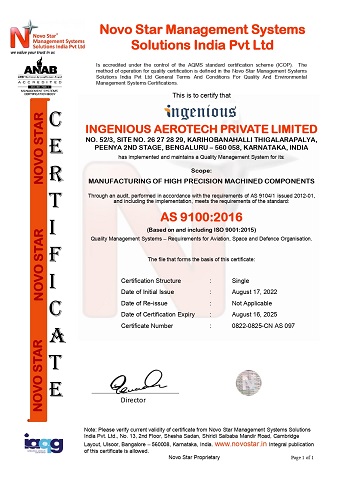 Novo Star®
Management Systems
Solutions India Pvt Ltd
we value your trust in us
Novo Star Management Systems
Solutions India Pvt Ltd
ANAB
ACCREDITED
MANAGEMENT SYSTEMS
CERTIFICATION BODY
Is accredited under the control of the AQMS standard certification scheme (ICOP). The
method of operation for quality certification is defined in the Novo Star Management Systems
Solutions India Pvt Ltd General Terms And Conditions For Quality And Environmental
Management Systems Certifications.
This is to certify that
ingenious
INGENIOUS AEROTECH PRIVATE LIMITED
NO. 52/3, SITE NO. 26 27 28 29, KARIHOBANAHALLI THIGALARAPALYA,
PEENYA 2ND STAGE, BENGALURU – 560 058, KARNATAKA, INDIA
has implemented and maintains a Quality Management System for its:
Scope:
MANUFACTURING OF HIGH PRECISION MACHINED COMPONENTS
Through an audit, performed in accordance with the requirements of AS 9104/1 issued 2012-01,
and including the implementation, meets the requirements of the standard:
AS 9100:2016
(Based on and including ISO 9001:2015)
Quality Management Systems – Requirements for Aviation, Space and Defence Organisation.
The file that forms the basis of this certificate:
Certification Structure : Single
Date of Initial Issue : August 17, 2022
Date of Re-issue : Not Applicable
Date of Certification Expiry : August 16, 2025
Certificate Number : 0822-0825-CN AS 097
NOVO STAR
NOVO STAR
NOVO STAR
CERTIFICATE
Director
iaqg
Note: Please verify current validity of certificate from Novo Star Management Systems Solutions
India Pvt. Ltd., No. 13, 2nd Floor, Shesha Sadan, Shiridi Saibaba Mandir Road, Cambridge
Layout, Ulsoor, Bangalore – 560008, Karnataka, India. www.novostar.in Integral publication
of this certificate is allowed.
Novo Star Proprietary
Page 1 of 1